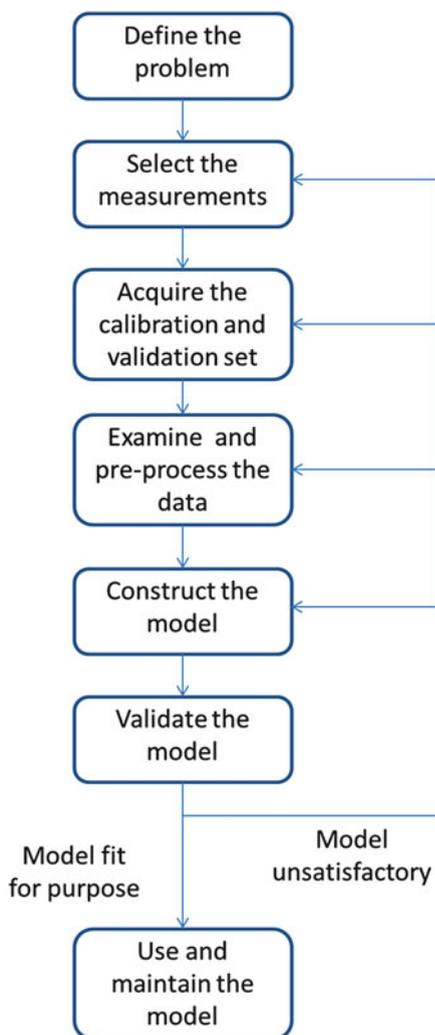 Define the
problem
Select the
measurements
Acquire the
calibration and
validation set
Examine and
pre-process the
data
Construct the
model
Validate the
model
Model fit
for purpose
Model
unsatisfactory
Use and
maintain the
model